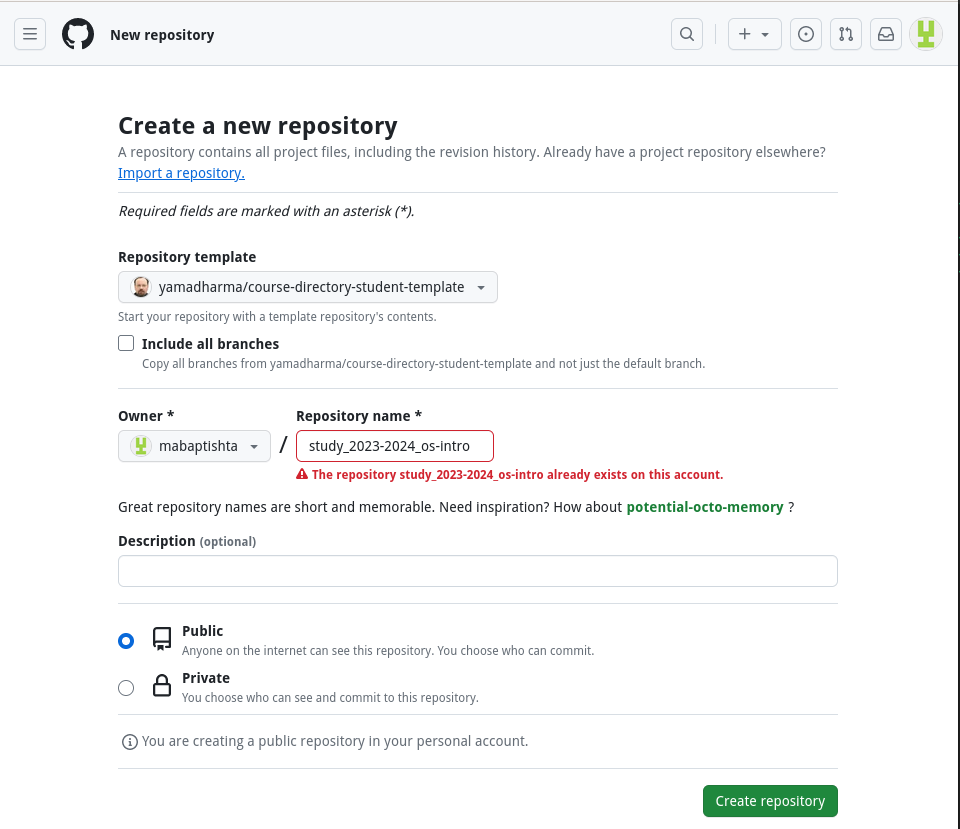 New repository
Create a new repository
A repository contains all project files, including the revision history. Already have a project repository elsewhere?
Import a repository.
Required fields are marked with an asterisk (*).
Repository template
yamadharma/course-directory-student-template
Start your repository with a template repository's contents.
Include all branches
Copy all branches from yamadharma/course-directory-student-template and not just the default branch.
Owner * Repository name *
mabaptishta / study_2023-2024_os-intro
The repository study_2023-2024_os-intro already exists on this account.
Great repository names are short and memorable. Need inspiration? How about potential-octo-memory ?
Description (optional)
Public
Anyone on the internet can see this repository. You choose who can commit.
Private
You choose who can see and commit to this repository.
You are creating a public repository in your personal account.
Create repository